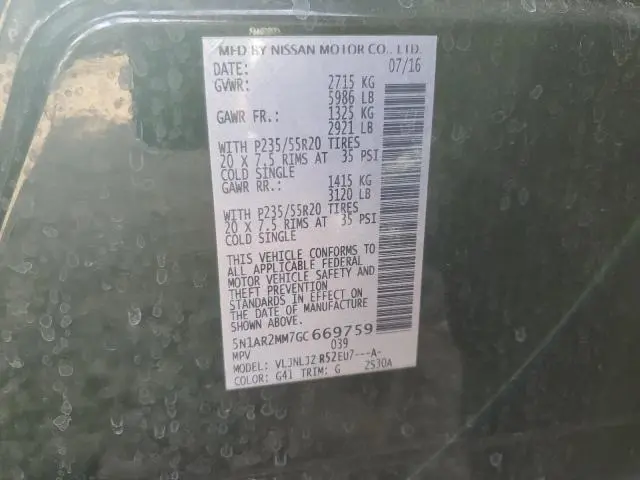 MFD BY NISSAN MOTOR CO., LTD.
DATE: 07/16
GVWR: 2715 KG
5986 LB
GAWR FR.: 1325 KG
2921 LB
WITH P235/55R20 TIRES
20 X 7.5 RIMS AT 35 PSI
COLD SINGLE
GAWR RR.: 1415 KG
3120 LB
WITH P235/55R20 TIRES
20 X 7.5 RIMS AT 35 PSI
COLD SINGLE
THIS VEHICLE CONFORMS TO
ALL APPLICABLE FEDERAL
MOTOR VEHICLE SAFETY AND
THEFT PREVENTION
STANDARDS IN EFFECT ON
THE DATE OF MANUFACTURE
SHOWN ABOVE.
5N1AR2MM7GC669759
MPV 039
MODEL: VLJNLJZ R52EU7---A-
COLOR: G41 TRIM: G 2S30A